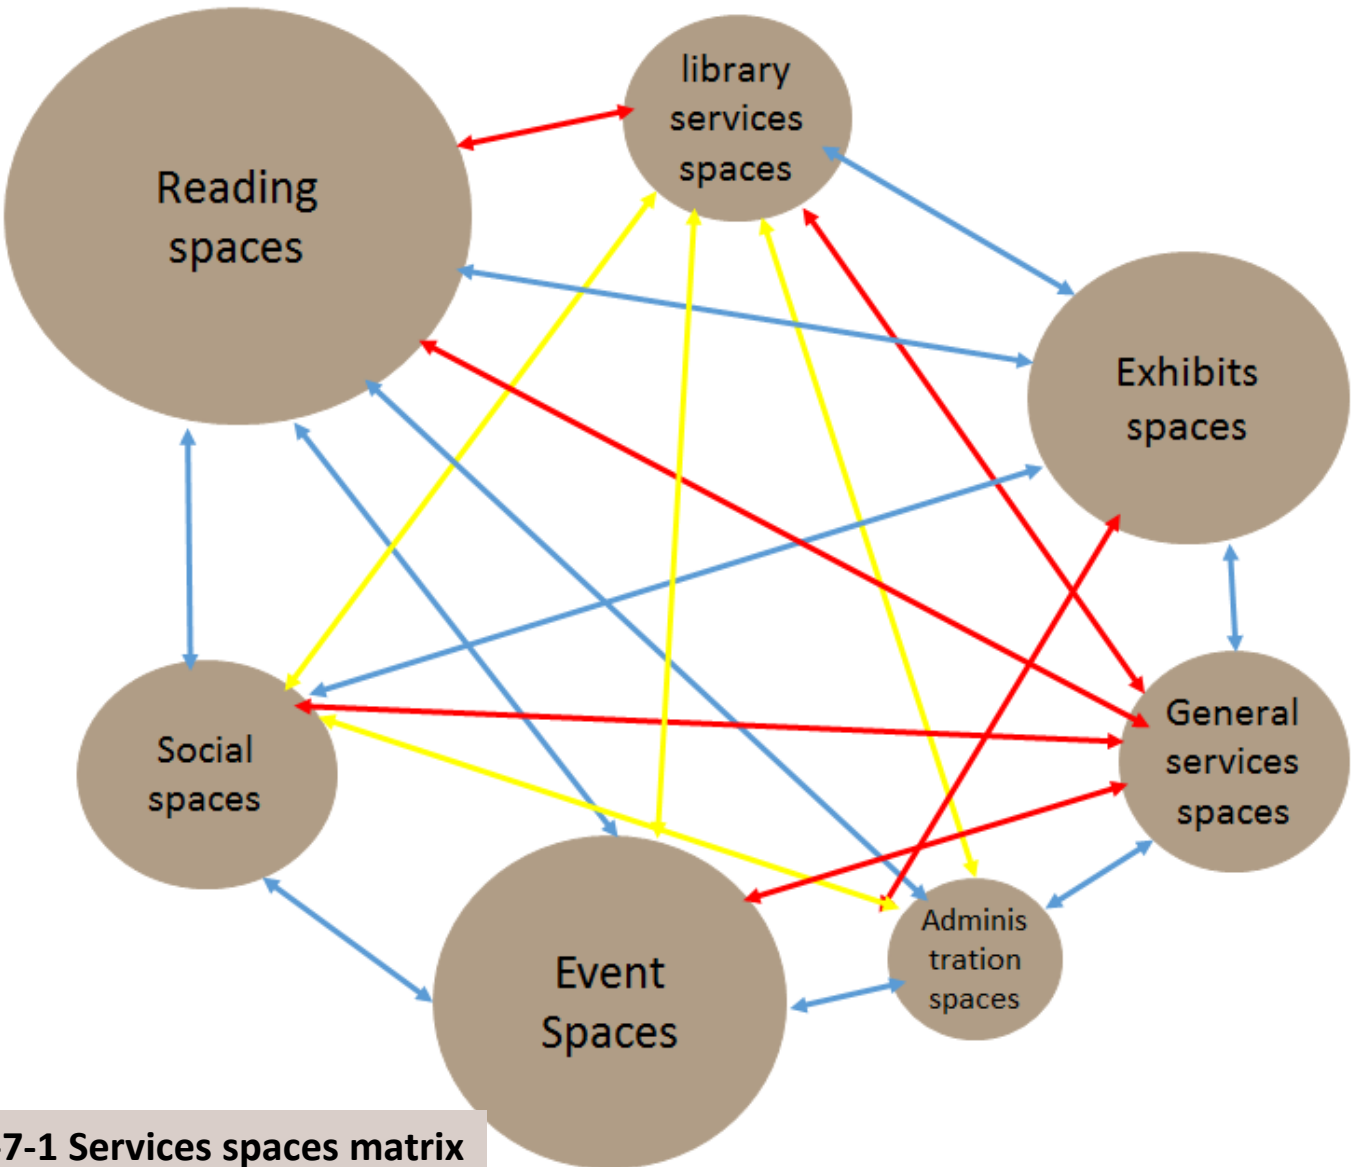 library
services
spaces
Reading
spaces
Exhibits
spaces
General
services
spaces
Social
spaces
Adminis
tration
spaces
Event
Spaces
7-1 Services spaces matrix